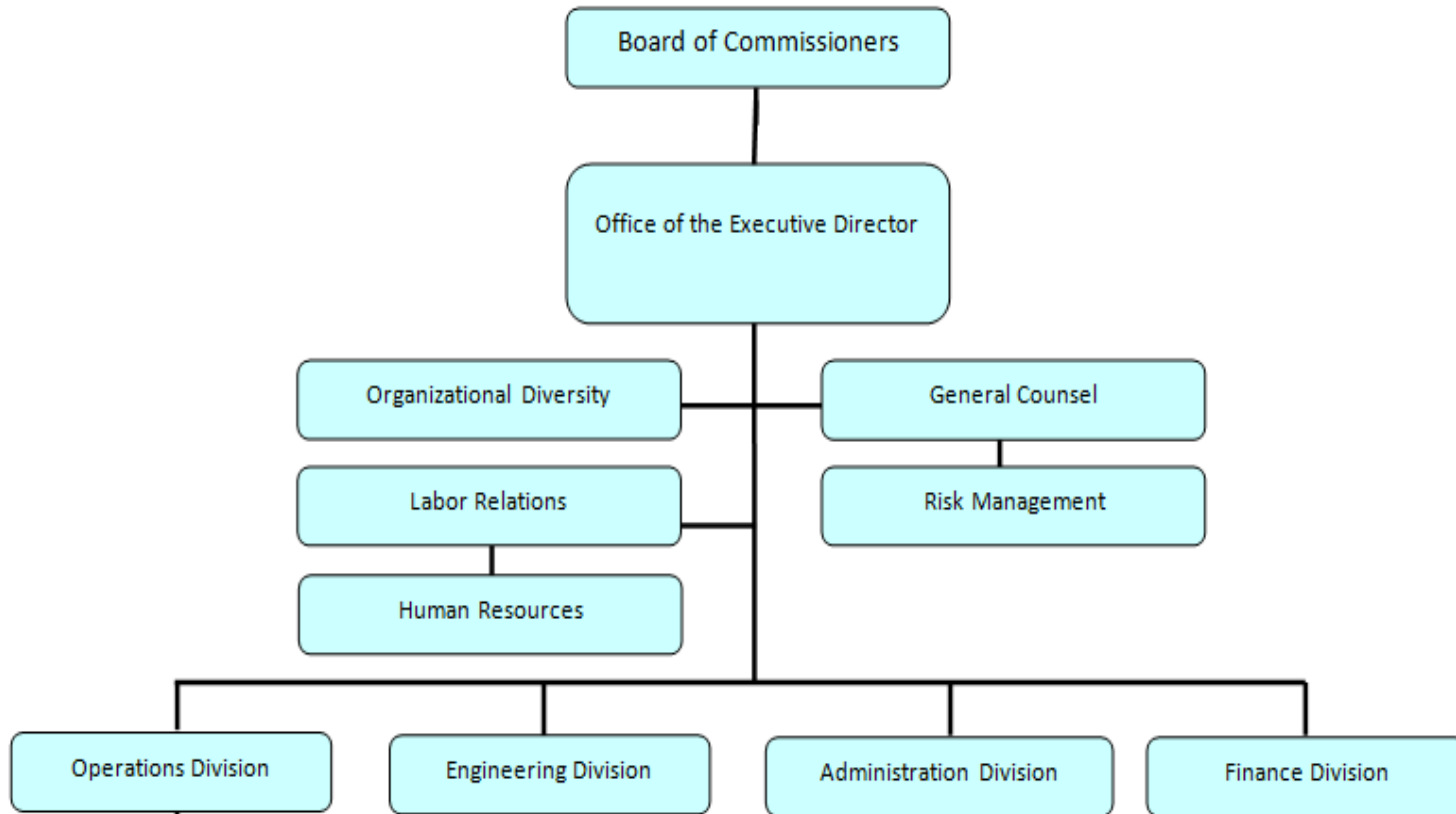 Board of Commissioners
Office of the Executive Director
Organizational Diversity
General Counsel
Labor Relations
Risk Management
Human Resources
Operations Division
Engineering Division
Administration Division
Finance Division